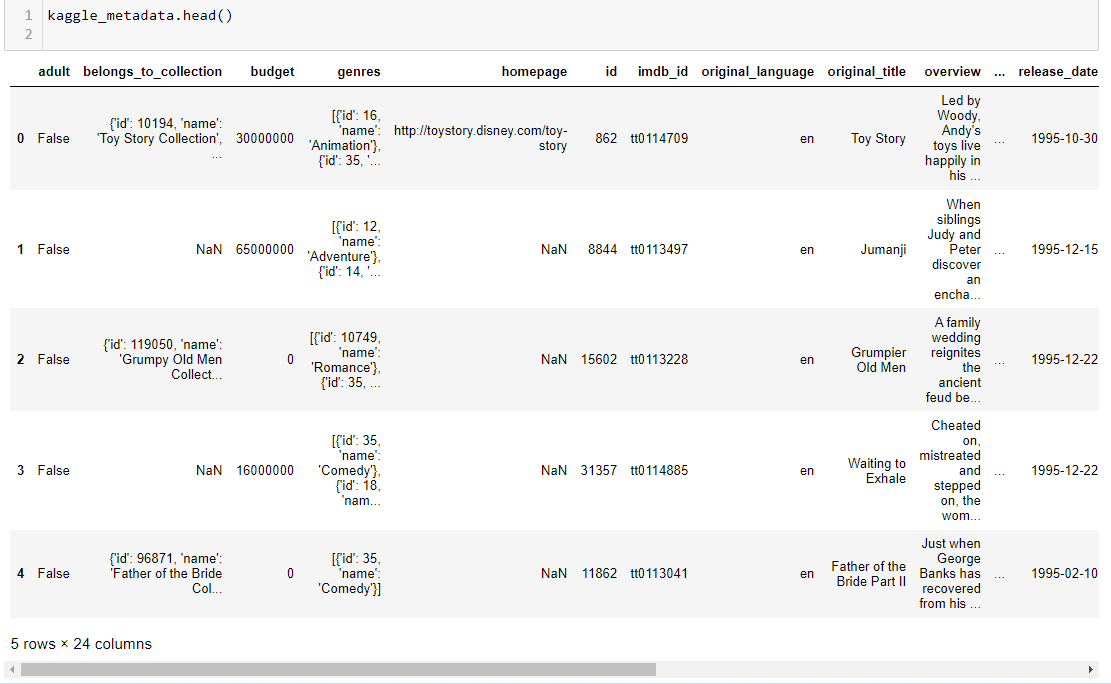 1 kaggle_metadata.head()
2
adult belongs_to_collection budget genres homepage id imdb_id original_language original_title overview ... release_date
0 False {'id': 10194, 'name': 'Toy Story Collection', ... 30000000 [{'id': 16, 'name': 'Animation'}, {'id': 35, '... http://toystory.disney.com/toy-story 862 tt0114709 en Toy Story Led by Woody, Andy's toys live happily in his ... ... 1995-10-30
1 False NaN 65000000 [{'id': 12, 'name': 'Adventure'}, {'id': 14, '... NaN 8844 tt0113497 en Jumanji When siblings Judy and Peter discover an encha... ... 1995-12-15
2 False {'id': 119050, 'name': 'Grumpy Old Men Collect... 0 [{'id': 10749, 'name': 'Romance'}, {'id': 35, ... NaN 15602 tt0113228 en Grumpier Old Men A family wedding reignites the ancient feud be... ... 1995-12-22
3 False NaN 16000000 [{'id': 35, 'name': 'Comedy'}, {'id': 18, 'nam... NaN 31357 tt0114885 en Waiting to Exhale Cheated on, mistreated and stepped on, the wom... ... 1995-12-22
4 False {'id': 96871, 'name': 'Father of the Bride Col... 0 [{'id': 35, 'name': 'Comedy'}] NaN 11862 tt0113041 en Father of the Bride Part II Just when George Banks has recovered from his ... ... 1995-02-10
5 rows × 24 columns